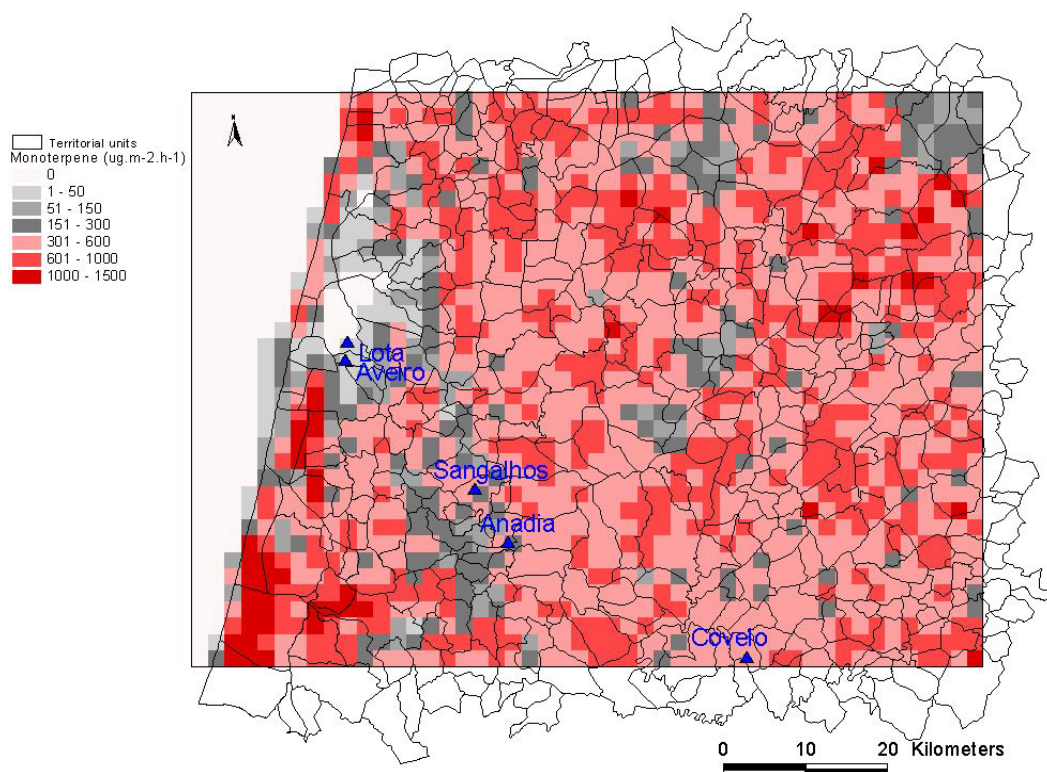 Territorial units
Monoterpene (ug.m-2.h-1)
0
1 - 50
51 - 150
151 - 300
301 - 600
601 - 1000
1000 - 1500
Lota
Aveiro
Sangalhos
Anadia
Covelo
0 10 20 Kilometers